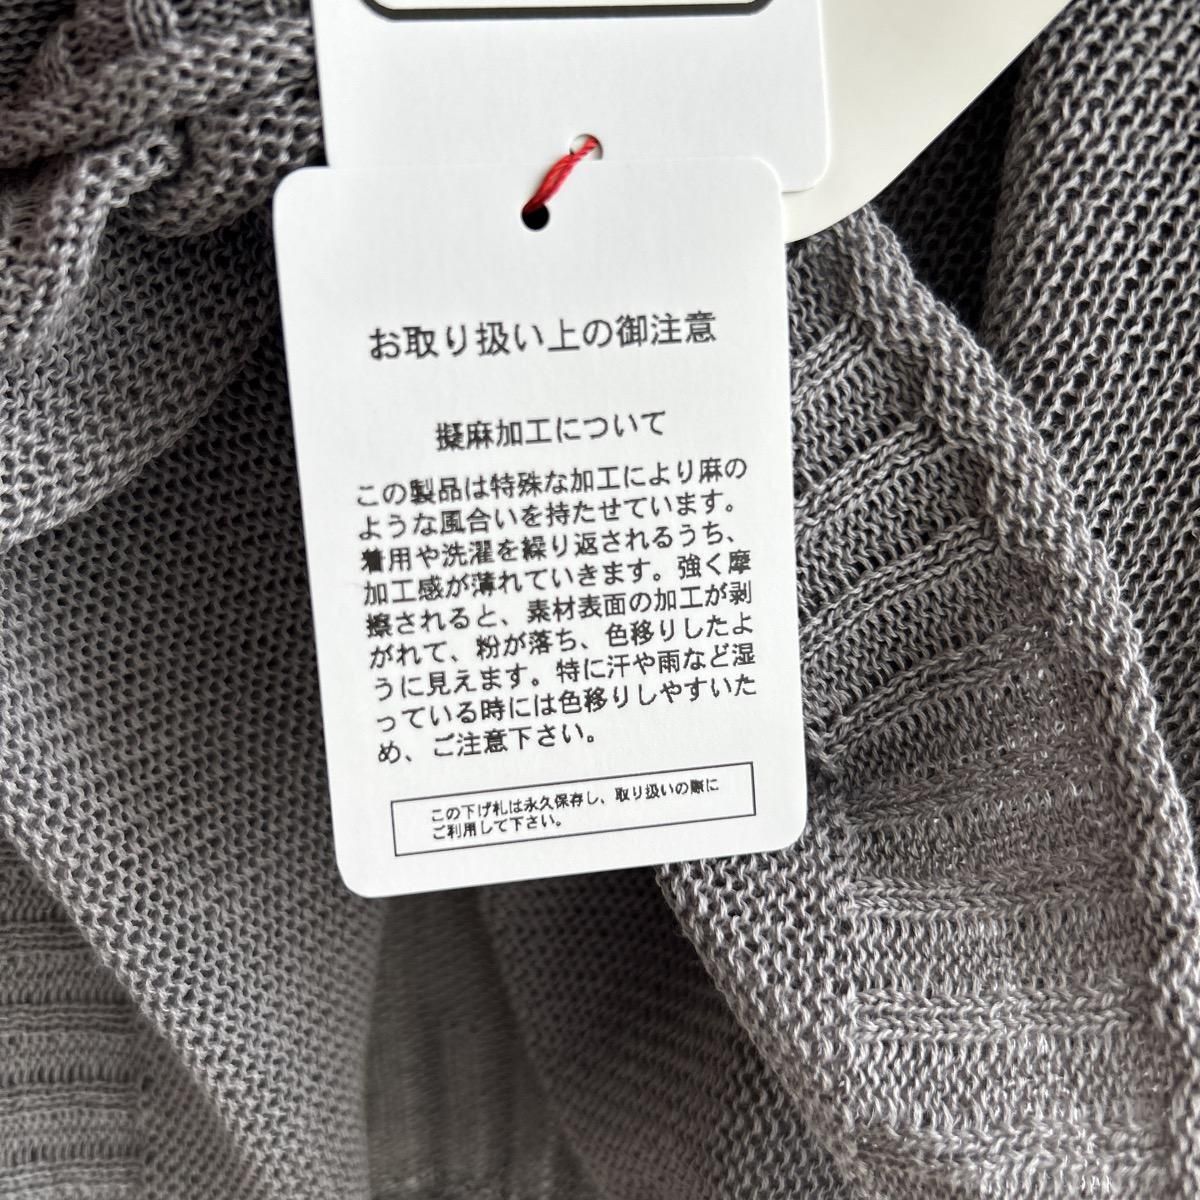 お取り扱い上の御注意
擬麻加工について
この製品は特殊な加工により麻の
ような風合いを持たせています。
着用や洗濯を繰り返されるうち、
加工感が薄れていきます。強く摩
擦されると、素材表面の加工が剥
がれて、粉が落ち、色移りしたよ
うに見えます。特に汗や雨など湿
っている時には色移りしやすいた
め、ご注意下さい。
この下げ札は永久保存し、取り扱いの際に
ご利用して下さい。